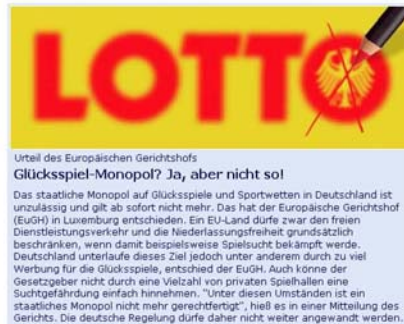 LOTTO
Urteil des Europäischen Gerichtshofs
Glücksspiel-Monopol? Ja, aber nicht so!
Das staatliche Monopol auf Glücksspiele und Sportwetten in Deutschland ist
unzulässig und gilt ab sofort nicht mehr. Das hat der Europäische Gerichtshof
(EuGH) in Luxemburg entschieden. Ein EU-Land dürfe zwar den freien
Dienstleistungsverkehr und die Niederlassungsfreiheit grundsätzlich
beschränken, wenn damit beispielsweise Spielsucht bekämpft werde.
Deutschland unterlaufe dieses Ziel jedoch unter anderem durch zu viel
Werbung für die Glücksspiele, entschied der EuGH. Auch könne der
Gesetzgeber nicht durch eine Vielzahl von privaten Spielhallen eine
Suchtgefährdung einfach hinnehmen. "Unter diesen Umständen ist ein
staatliches Monopol nicht mehr gerechtfertigt", hieß es in einer Mitteilung des
Gerichts. Die deutsche Regelung dürfe daher nicht weiter angewandt werden.